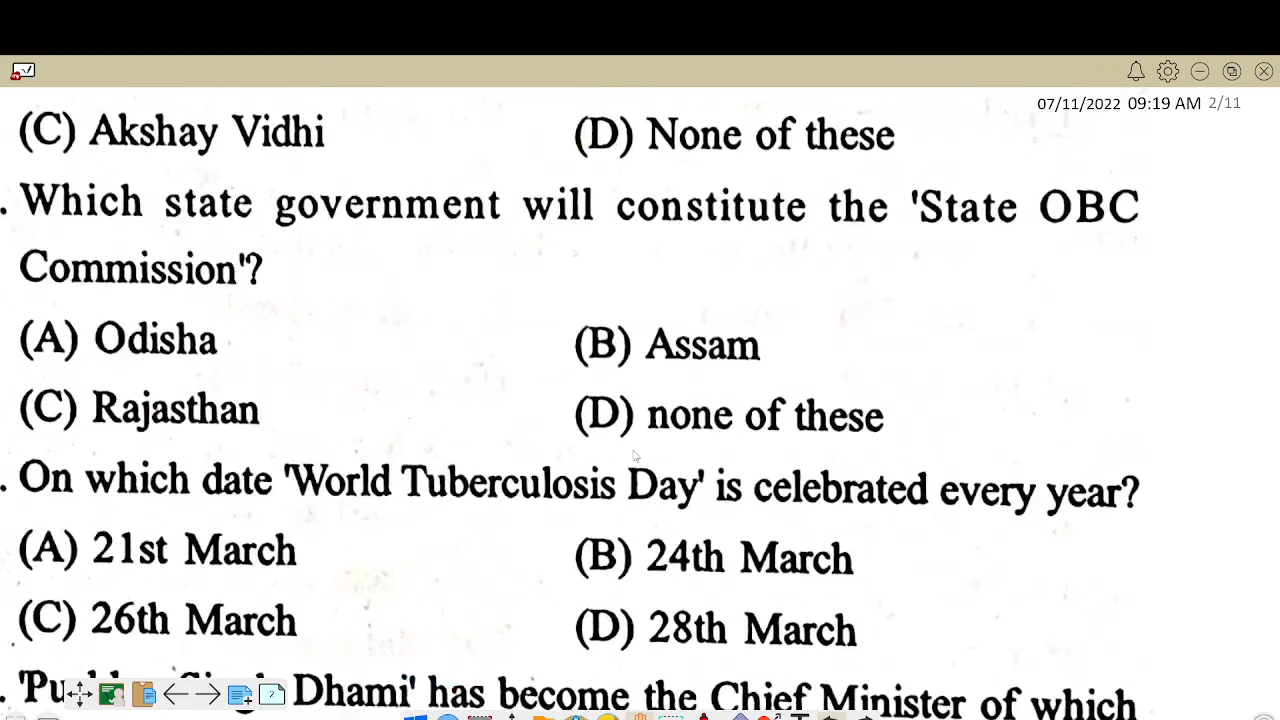 07/11/2022 09:19 AM 2/11
(C) Akshay Vidhi (D) None of these
. Which state government will constitute the 'State OBC
Commission'?
(A) Odisha (B) Assam
(C) Rajasthan (D) none of these
. On which date 'World Tuberculosis Day' is celebrated every year?
(A) 21st March (B) 24th March
(C) 26th March (D) 28th March
. Dhami' has become the Chief Minister of which